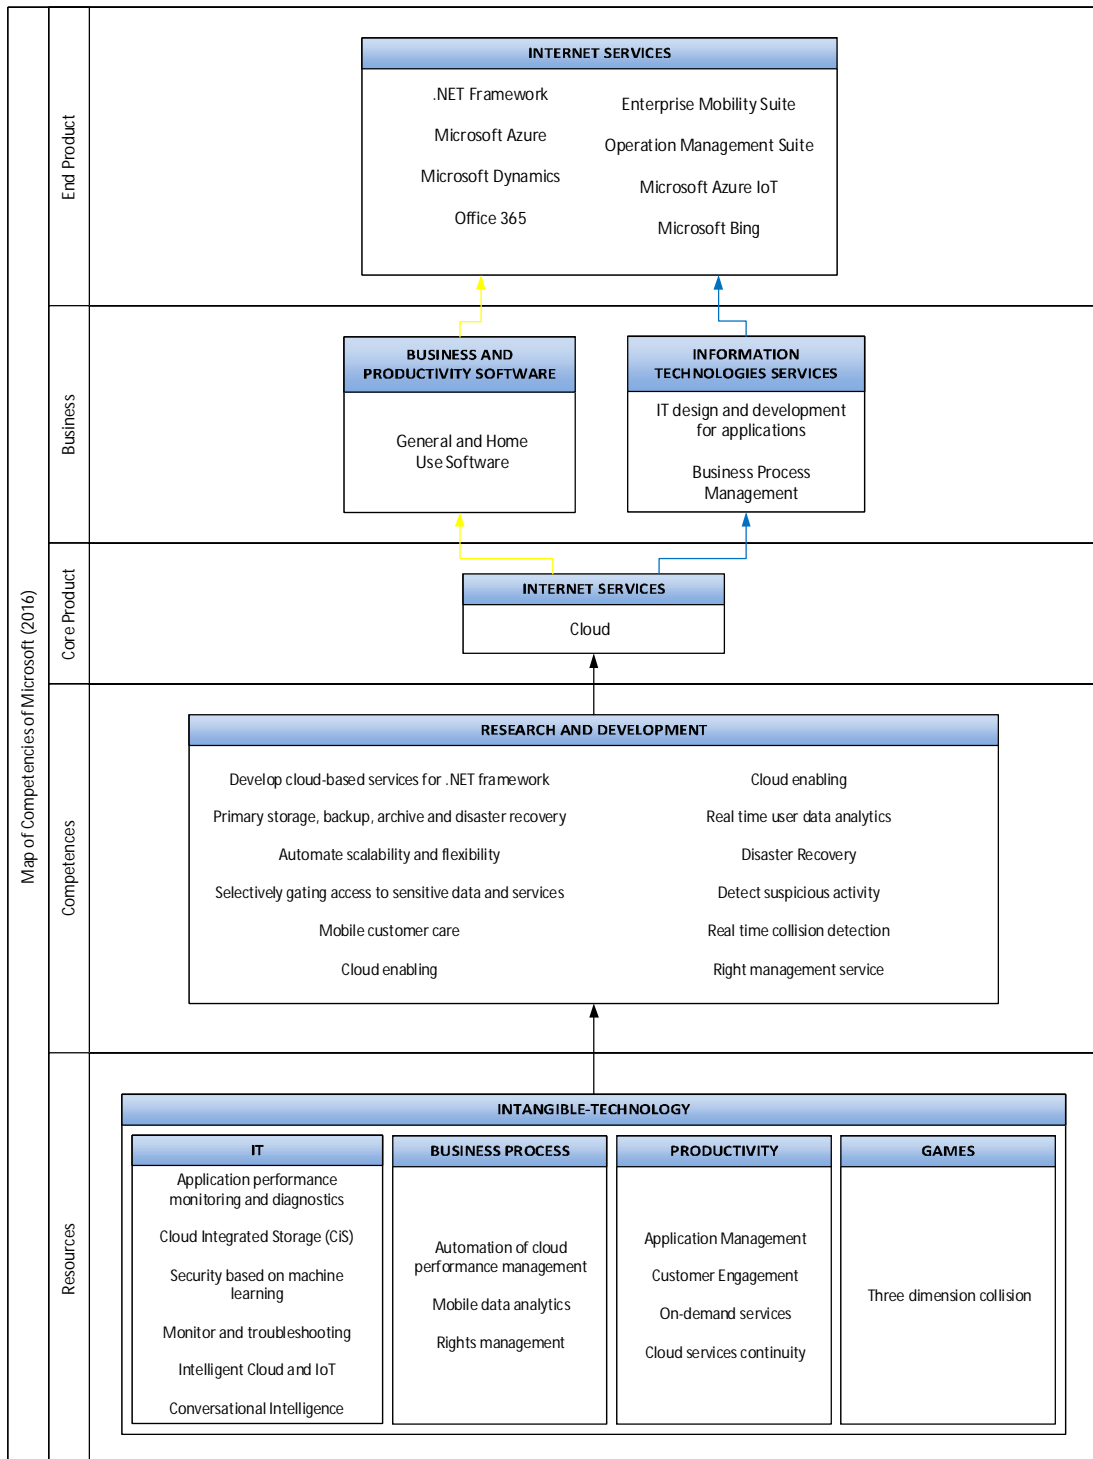 Map of Competencies of Microsoft (2016)
End Product
INTERNET SERVICES
.NET Framework
Microsoft Azure
Microsoft Dynamics
Office 365
Enterprise Mobility Suite
Operation Management Suite
Microsoft Azure IoT
Microsoft Bing
Business
BUSINESS AND
PRODUCTIVITY SOFTWARE
General and Home
Use Software
INFORMATION
TECHNOLOGIES SERVICES
IT design and development
for applications
Business Process
Management
Core Product
INTERNET SERVICES
Cloud
Competences
RESEARCH AND DEVELOPMENT
Develop cloud-based services for .NET framework
Primary storage, backup, archive and disaster recovery
Automate scalability and flexibility
Selectively gating access to sensitive data and services
Mobile customer care
Cloud enabling
Cloud enabling
Real time user data analytics
Disaster Recovery
Detect suspicious activity
Real time collision detection
Right management service
Resources
INTANGIBLE-TECHNOLOGY
IT
Application performance
monitoring and diagnostics
Cloud Integrated Storage (CiS)
Security based on machine
learning
Monitor and troubleshooting
Intelligent Cloud and IoT
Conversational Intelligence
BUSINESS PROCESS
Automation of cloud
performance management
Mobile data analytics
Rights management
PRODUCTIVITY
Application Management
Customer Engagement
On-demand services
Cloud services continuity
GAMES
Three dimension collision